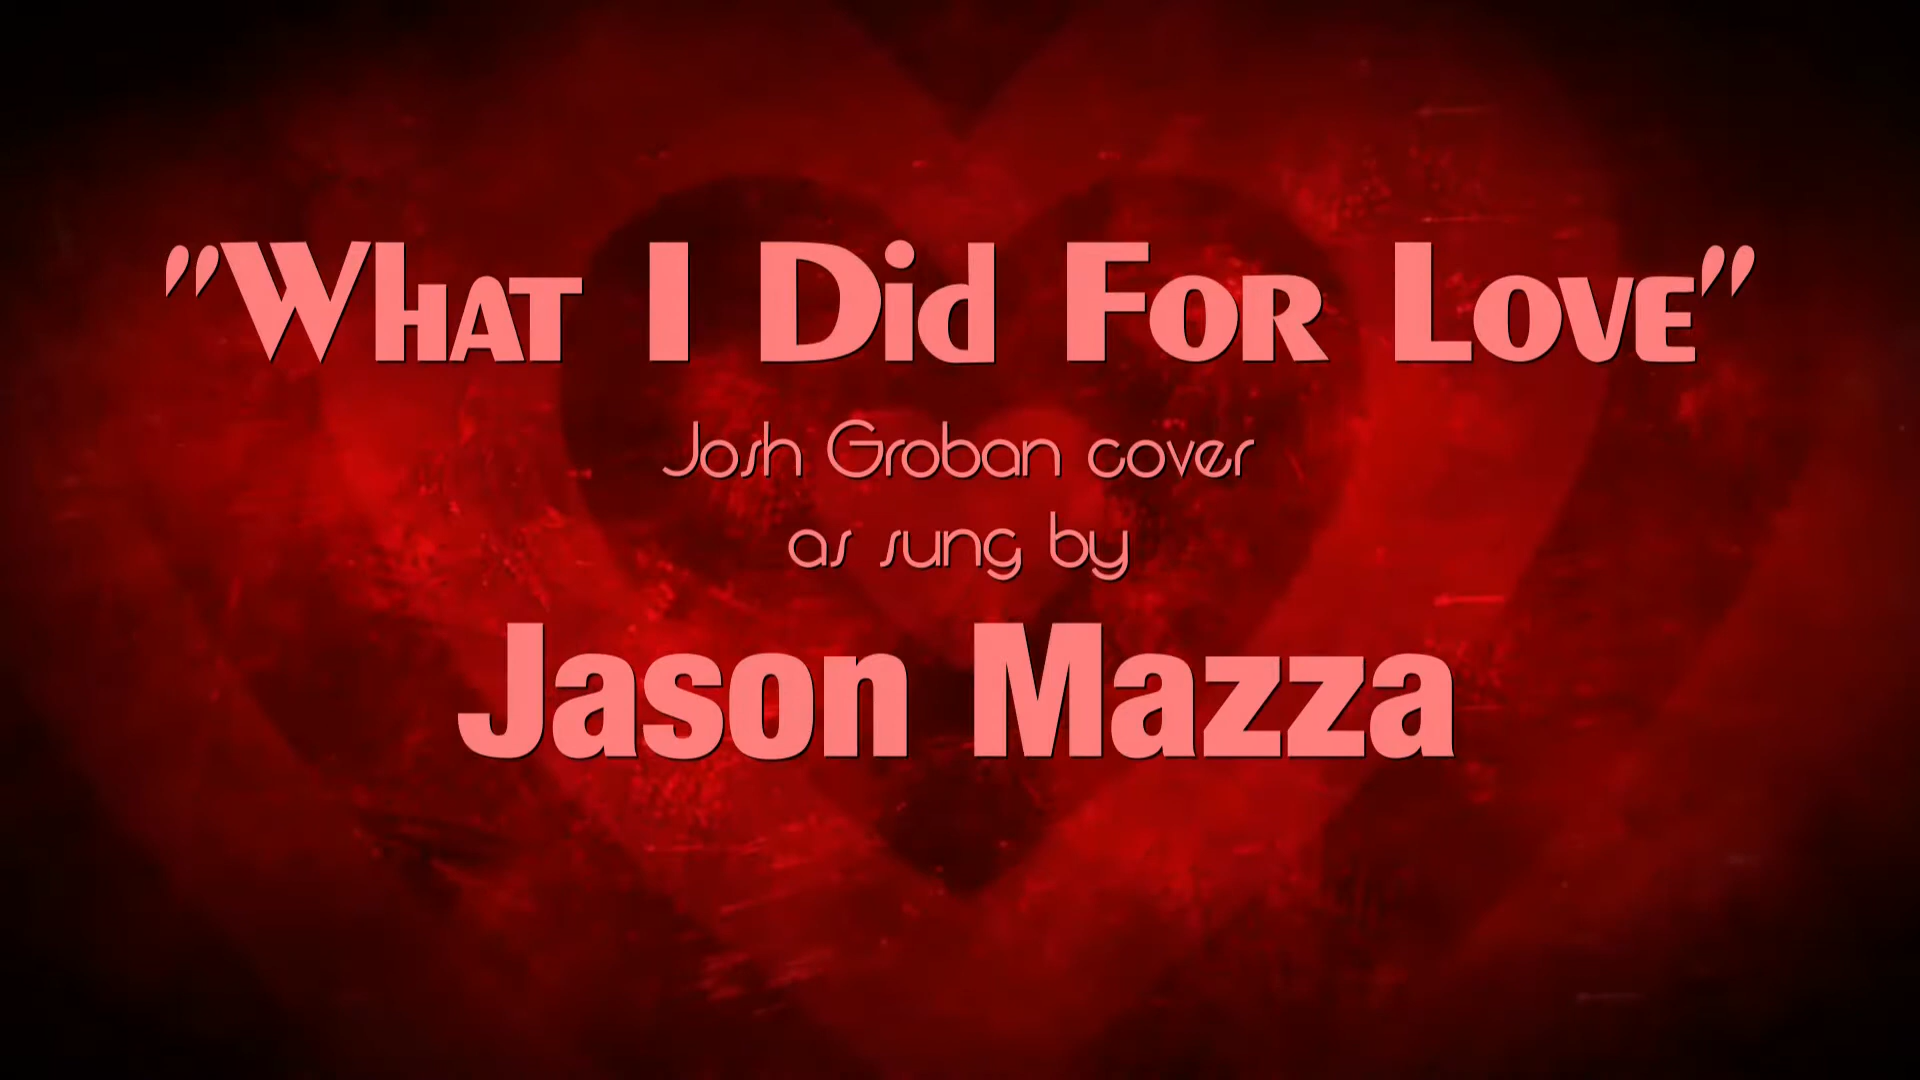 "What I Did For Love"
Josh Groban cover
as sung by
Jason Mazza